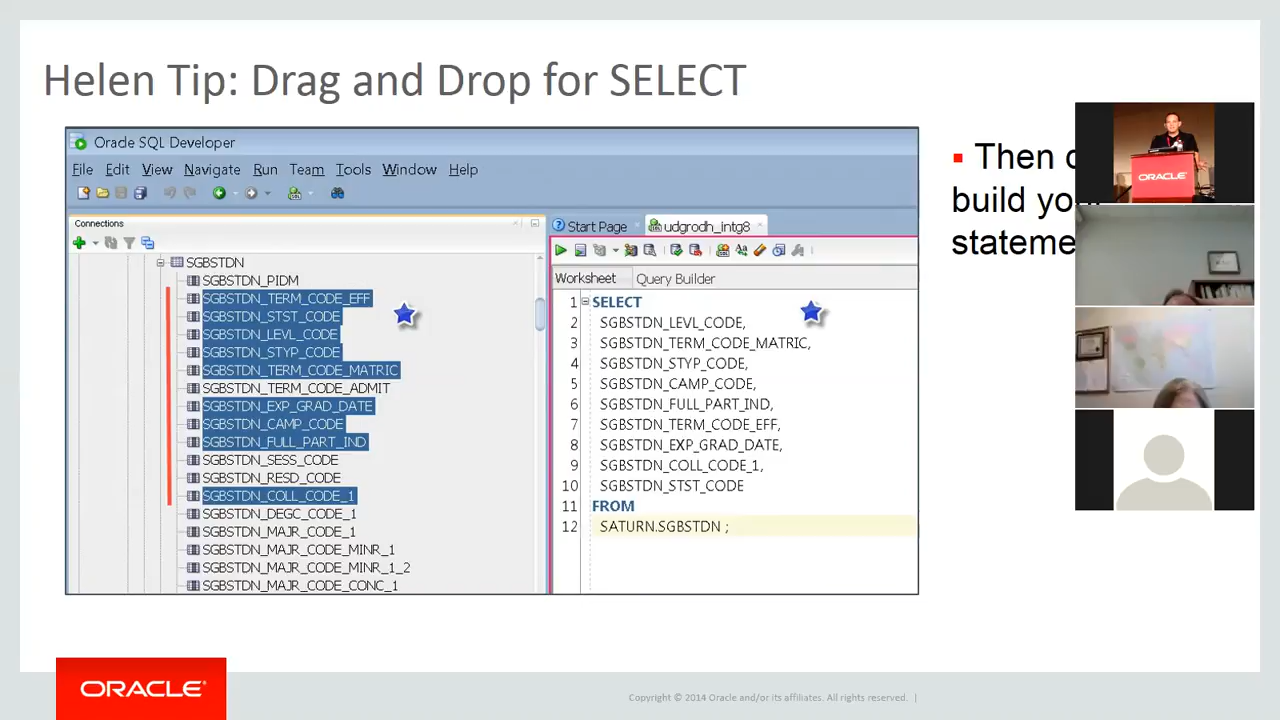 Helen Tip: Drag and Drop for SELECT
Oracle SQL Developer
File Edit View Navigate Run Team Tools Window Help
Connections
SGBSTDN
SGBSTDN_PIDM
SGBSTDN_TERM_CODE_EFF
SGBSTDN_STST_CODE
SGBSTDN_LEVL_CODE
SGBSTDN_STYP_CODE
SGBSTDN_TERM_CODE_MATRIC
SGBSTDN_TERM_CODE_ADMIT
SGBSTDN_EXP_GRAD_DATE
SGBSTDN_CAMP_CODE
SGBSTDN_FULL_PART_IND
SGBSTDN_SESS_CODE
SGBSTDN_RESD_CODE
SGBSTDN_COLL_CODE_1
SGBSTDN_DEGC_CODE_1
SGBSTDN_MAJR_CODE_1
SGBSTDN_MAJR_CODE_MINR_1
SGBSTDN_MAJR_CODE_MINR_1_2
SGBSTDN_MAJR_CODE_CONC_1
Start Page udgrodh_intg8
Worksheet Query Builder
1 SELECT
2 SGBSTDN_LEVL_CODE,
3 SGBSTDN_TERM_CODE_MATRIC,
4 SGBSTDN_STYP_CODE,
5 SGBSTDN_CAMP_CODE,
6 SGBSTDN_FULL_PART_IND,
7 SGBSTDN_TERM_CODE_EFF,
8 SGBSTDN_EXP_GRAD_DATE,
9 SGBSTDN_COLL_CODE_1,
10 SGBSTDN_STST_CODE
11 FROM
12 SATURN.SGBSTDN ;
Then
build
ORACLE
ORACLE
Copyright © 2014 Oracle and/or its affiliates. All rights reserved. |